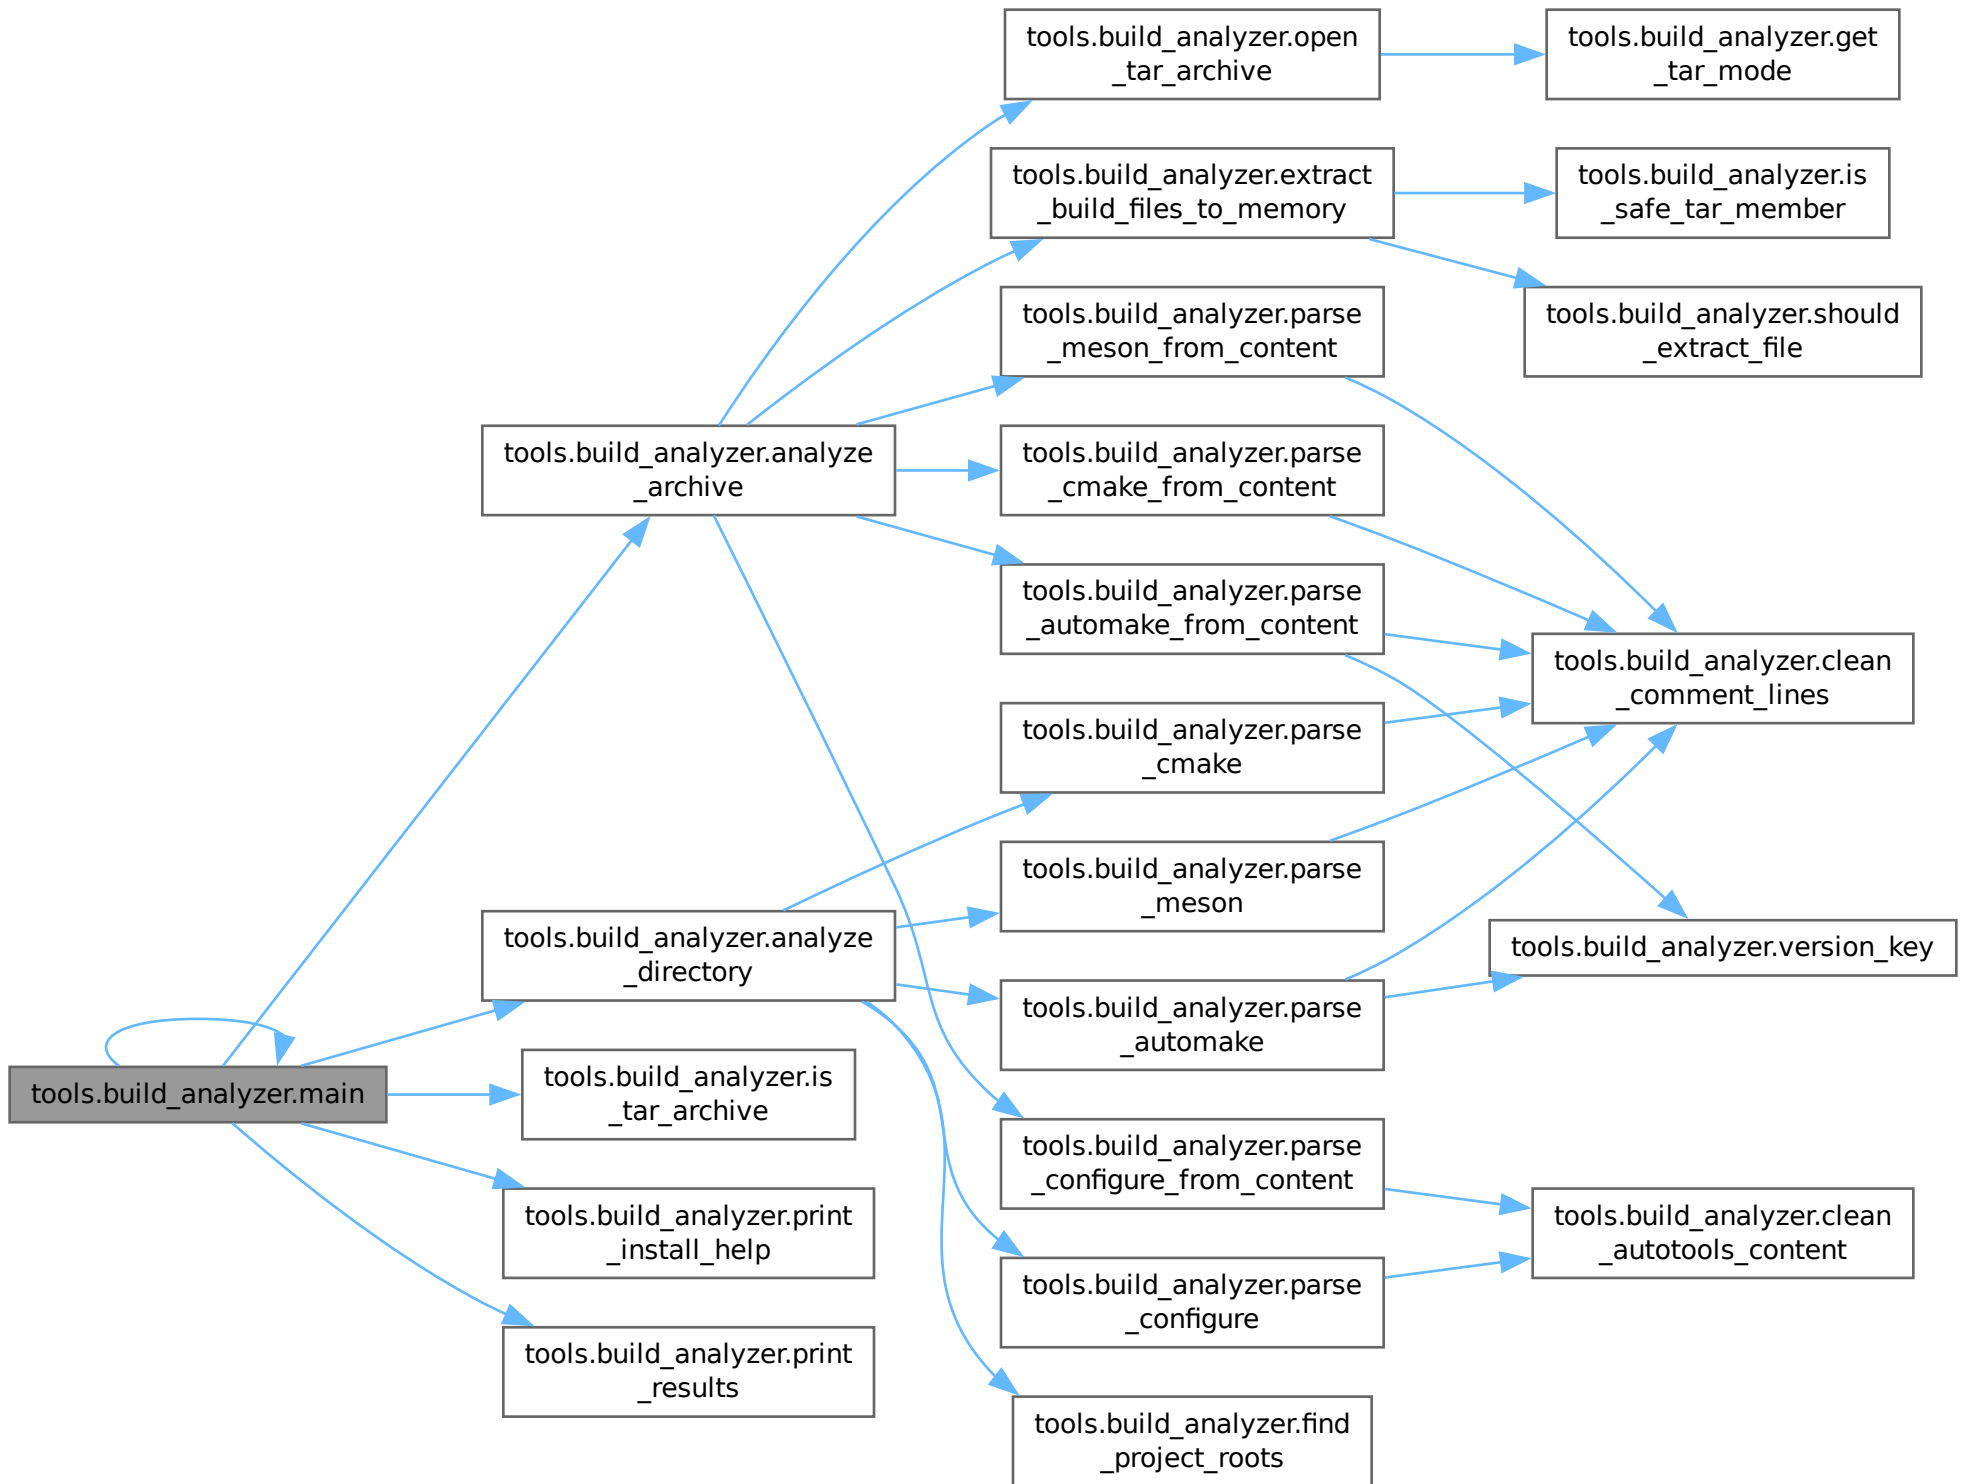 tools.build_analyzer.open
_tar_archive
tools.build_analyzer.get
_tar_mode
tools.build_analyzer.extract
_build_files_to_memory
tools.build_analyzer.is
_safe_tar_member
tools.build_analyzer.parse
_meson_from_content
tools.build_analyzer.should
_extract_file
tools.build_analyzer.analyze
_archive
tools.build_analyzer.parse
_cmake_from_content
tools.build_analyzer.parse
_automake_from_content
tools.build_analyzer.clean
_comment_lines
tools.build_analyzer.parse
_cmake
tools.build_analyzer.parse
_meson
tools.build_analyzer.analyze
_directory
tools.build_analyzer.version_key
tools.build_analyzer.parse
_automake
tools.build_analyzer.main
tools.build_analyzer.is
_tar_archive
tools.build_analyzer.parse
_configure_from_content
tools.build_analyzer.print
_install_help
tools.build_analyzer.clean
_autotools_content
tools.build_analyzer.parse
_configure
tools.build_analyzer.print
_results
tools.build_analyzer.find
_project_roots